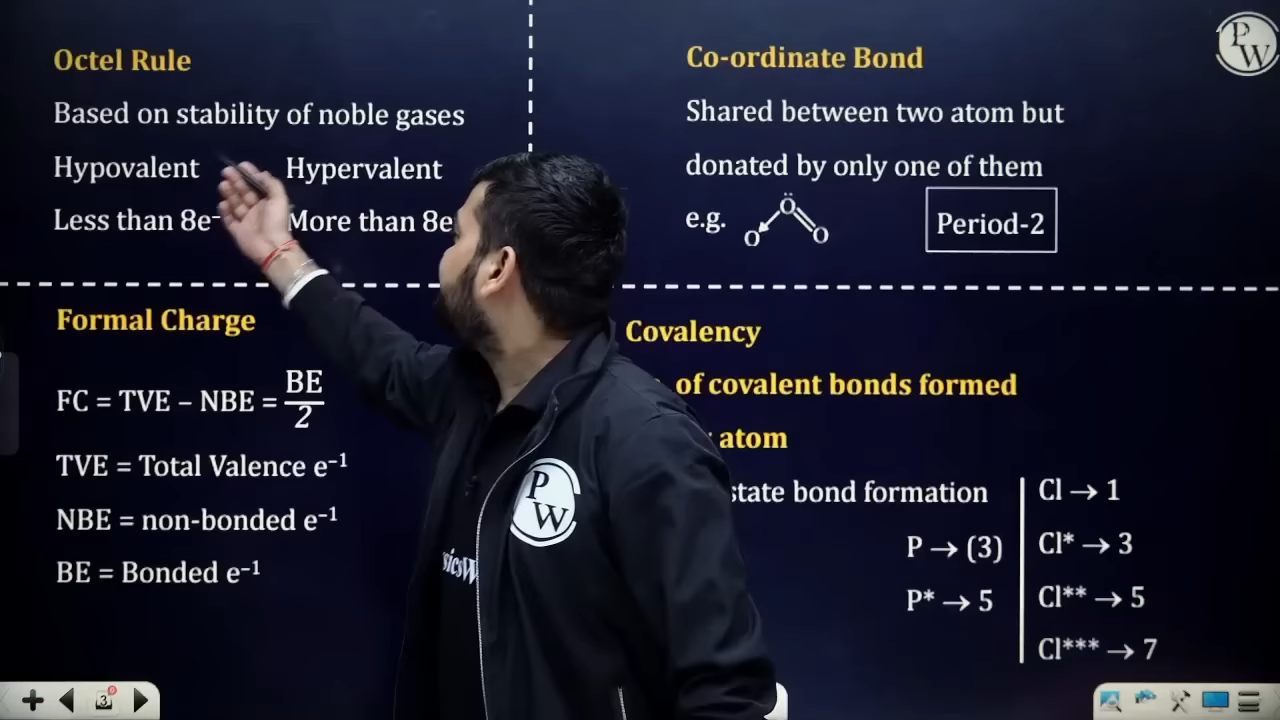 Octel Rule
Based on stability of noble gases
Hypovalent Hypervalent
Less than 8e⁻ More than 8e
Co-ordinate Bond
Shared between two atom but
donated by only one of them
e.g. O Ö O Period-2
Formal Charge
FC = TVE – NBE = BE/2
TVE = Total Valence e⁻¹
NBE = non-bonded e⁻¹
BE = Bonded e⁻¹
Covalency
of covalent bonds formed
atom
state bond formation
P → (3)
P* → 5
Cl → 1
Cl* → 3
Cl** → 5
Cl*** → 7
PW
PW
3